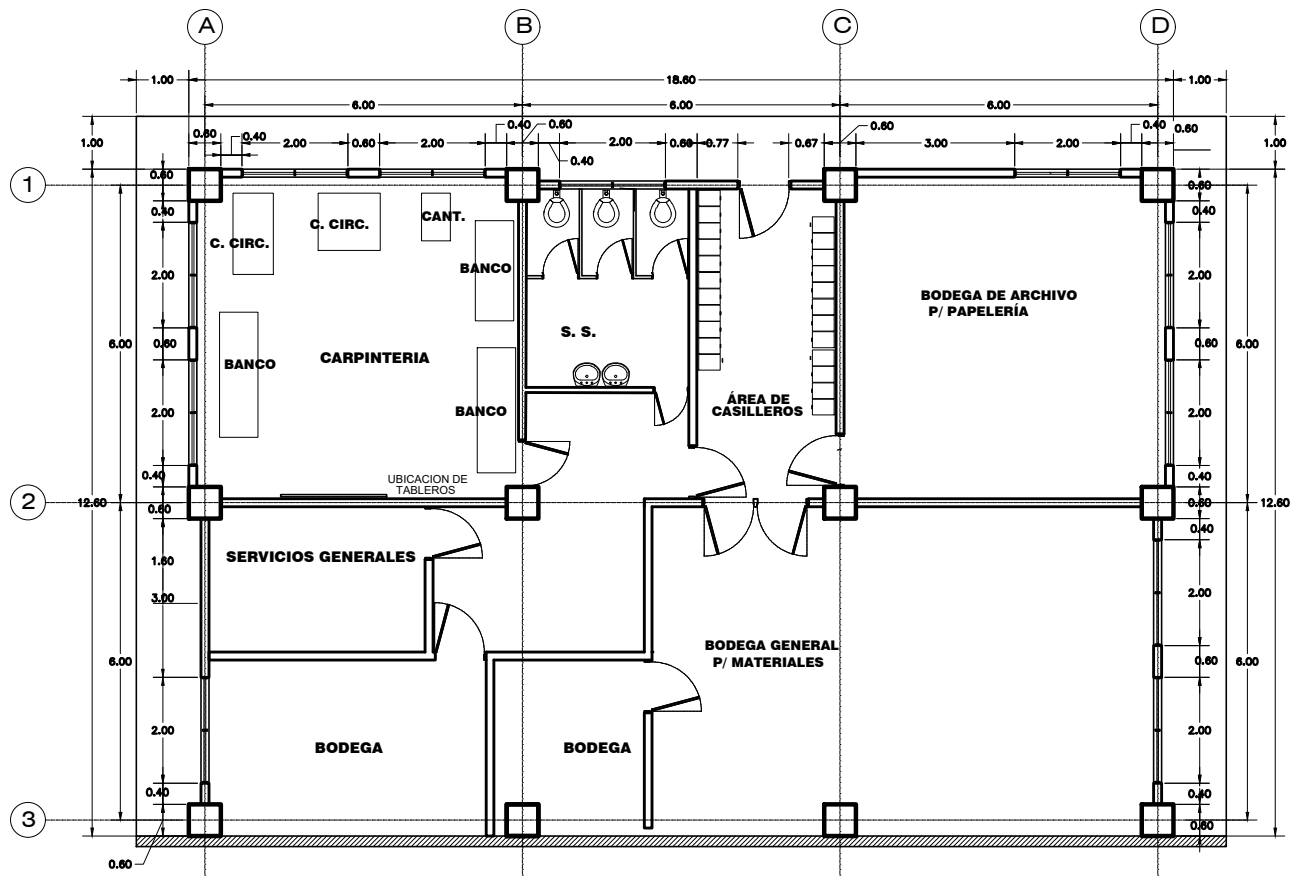 A B C D
1.00 18.60 1.00
6.00 6.00 6.00
0.40 0.60 0.60 0.40
1.00 0.60 2.00 0.60 2.00 2.00 0.77 0.67 3.00 2.00 0.60 1.00
0.40 0.40
1
0.60 0.60
0.40 0.40
C. CIRC. C. CIRC. CANT.
BANCO
2.00 2.00
BODEGA DE ARCHIVO
P/ PAPELERÍA
S. S.
6.00 0.60 0.60 6.00
BANCO CARPINTERIA
ÁREA DE
CASILLEROS
2.00 BANCO 2.00
0.40 0.40
UBICACION DE
TABLEROS
2
12.60 0.60 0.60 12.60
0.40
SERVICIOS GENERALES
1.60
3.00 2.00
6.00 0.60 6.00
BODEGA GENERAL
P/ MATERIALES
2.00 2.00
BODEGA BODEGA
0.40 0.40
3
0.60
0.60